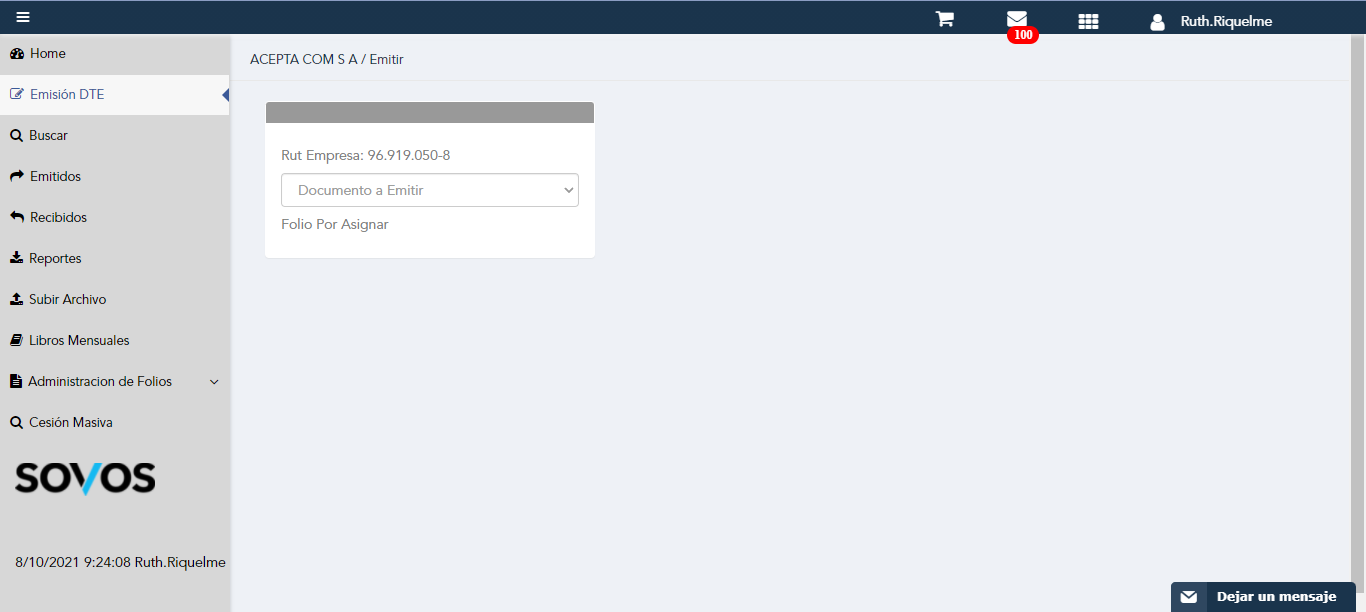 100
Ruth.Riquelme
Home
ACEPTA COM S A / Emitir
Emisión DTE
Buscar
Emitidos
Recibidos
Reportes
Subir Archivo
Libros Mensuales
Administracion de Folios
Cesión Masiva
Rut Empresa: 96.919.050-8
Documento a Emitir
Folio Por Asignar
SOVOS
8/10/2021 9:24:08 Ruth.Riquelme
Dejar un mensaje